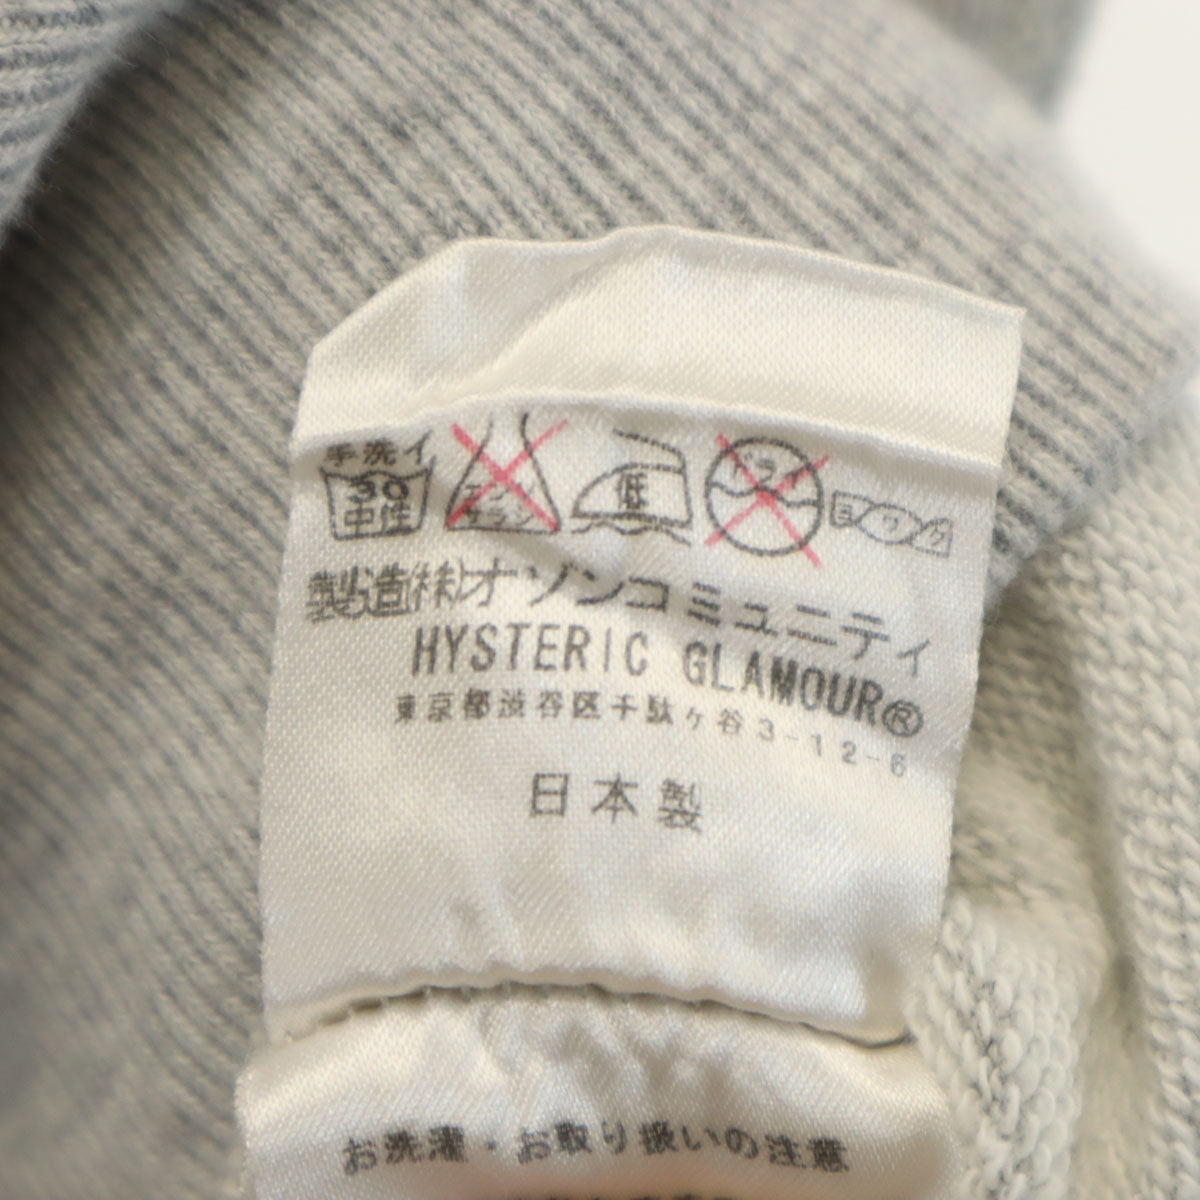 手洗イ
30 中性 エンソ サラシ 低 ドライ ヨワク
製造(株)オゾンコミュニティ
HYSTERIC GLAMOUR®
東京都渋谷区千駄ヶ谷3-12-6
日本製
お洗濯・お取り扱いの注意